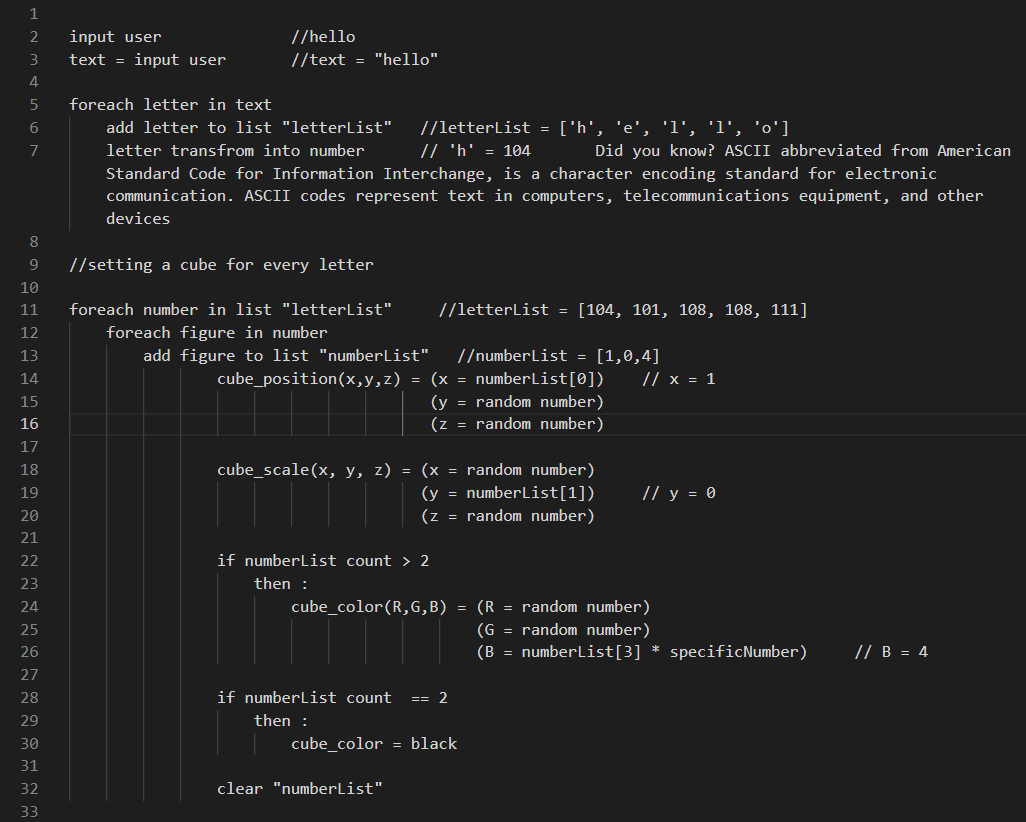 1
2 input user //hello
3 text = input user //text = "hello"
4
5 foreach letter in text
6 add letter to list "letterList" //letterList = ['h', 'e', 'l', 'l', 'o']
7 letter transfrom into number // 'h' = 104 Did you know? ASCII abbreviated from American
Standard Code for Information Interchange, is a character encoding standard for electronic
communication. ASCII codes represent text in computers, telecommunications equipment, and other
devices
8
9 //setting a cube for every letter
10
11 foreach number in list "letterList" //letterList = [104, 101, 108, 108, 111]
12 foreach figure in number
13 add figure to list "numberList" //numberList = [1,0,4]
14 cube_position(x,y,z) = (x = numberList[0]) // x = 1
15 (y = random number)
16 (z = random number)
17
18 cube_scale(x, y, z) = (x = random number)
19 (y = numberList[1]) // y = 0
20 (z = random number)
21
22 if numberList count > 2
23 then :
24 cube_color(R,G,B) = (R = random number)
25 (G = random number)
26 (B = numberList[3] * specificNumber) // B = 4
27
28 if numberList count == 2
29 then :
30 cube_color = black
31
32 clear "numberList"
33